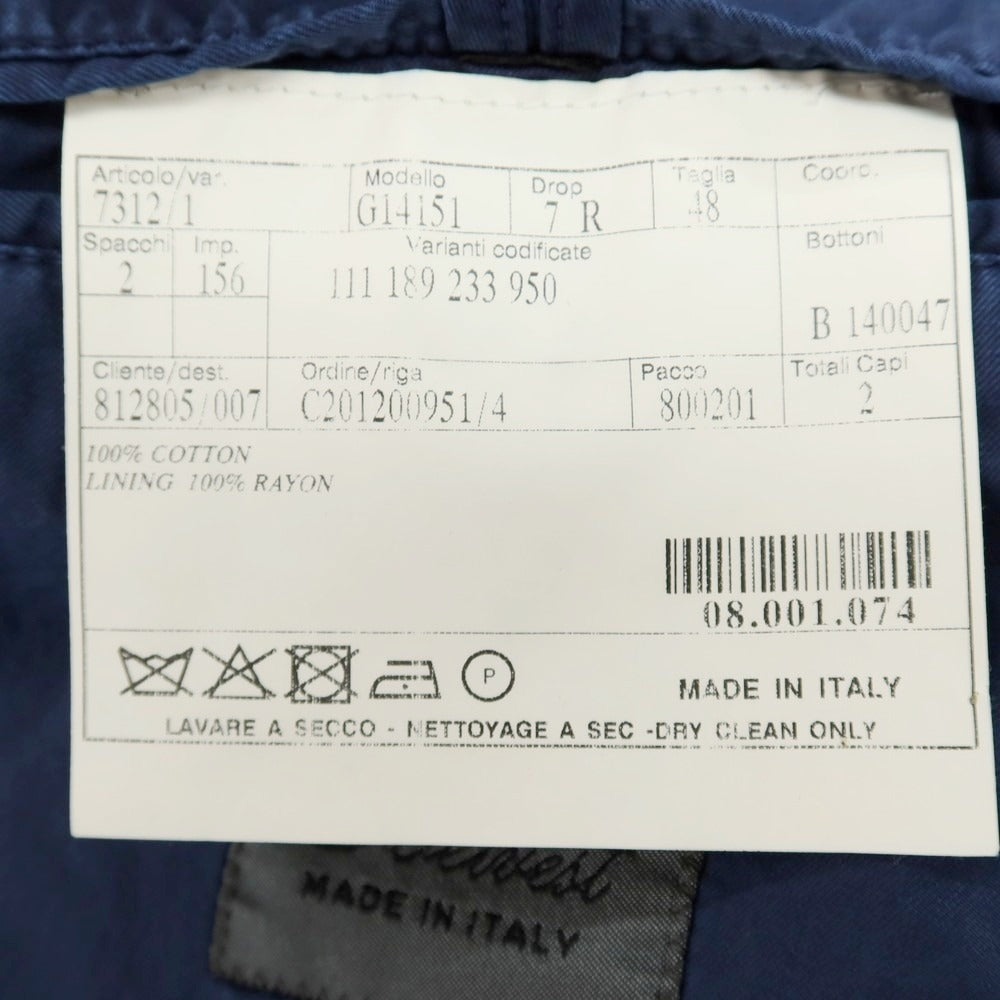 Articolo/var. Modello Drop Taglia Coord.
7312/1 G14151 7 R 48
Spacchi Imp. Varianti codificate Bottoni
2 156 111 189 233 950
B 140047
Cliente/dest. Ordine/riga Pacco Totali Capi
812805/007 C201200951/4 800201 2
100% COTTON
LINING 100% RAYON
08.001.074
P
MADE IN ITALY
LAVARE A SECCO - NETTOYAGE A SEC -DRY CLEAN ONLY
MADE IN ITALY